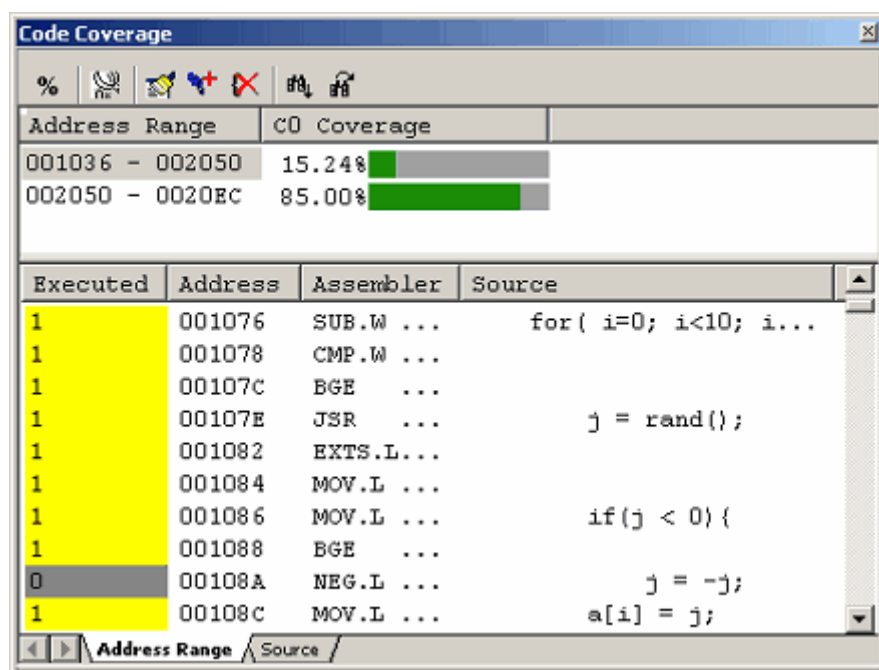 Code Coverage
%
Address Range C0 Coverage
001036 - 002050 15.24%
002050 - 0020EC 85.00%
Executed Address Assembler Source
1 001076 SUB.W ... for( i=0; i<10; i...
1 001078 CMP.W ...
1 00107C BGE ...
1 00107E JSR ... j = rand();
1 001082 EXTS.L...
1 001084 MOV.L ...
1 001086 MOV.L ... if(j < 0){
1 001088 BGE ...
0 00108A NEG.L ... j = -j;
1 00108C MOV.L ... a[i] = j;
Address Range Source